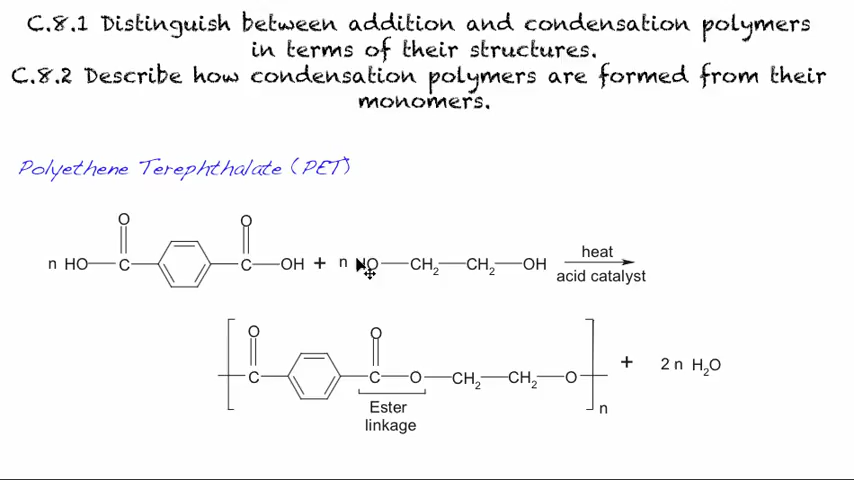 C.8.1 Distinguish between addition and condensation polymers
in terms of their structures.
C.8.2 Describe how condensation polymers are formed from their
monomers.
Polyethene Terephthalate (PET)
O O
n HO C C OH + n O CH2 CH2 OH heat
acid catalyst
O O
C C O CH2 CH2 O n + 2 n H2O
Ester
linkage